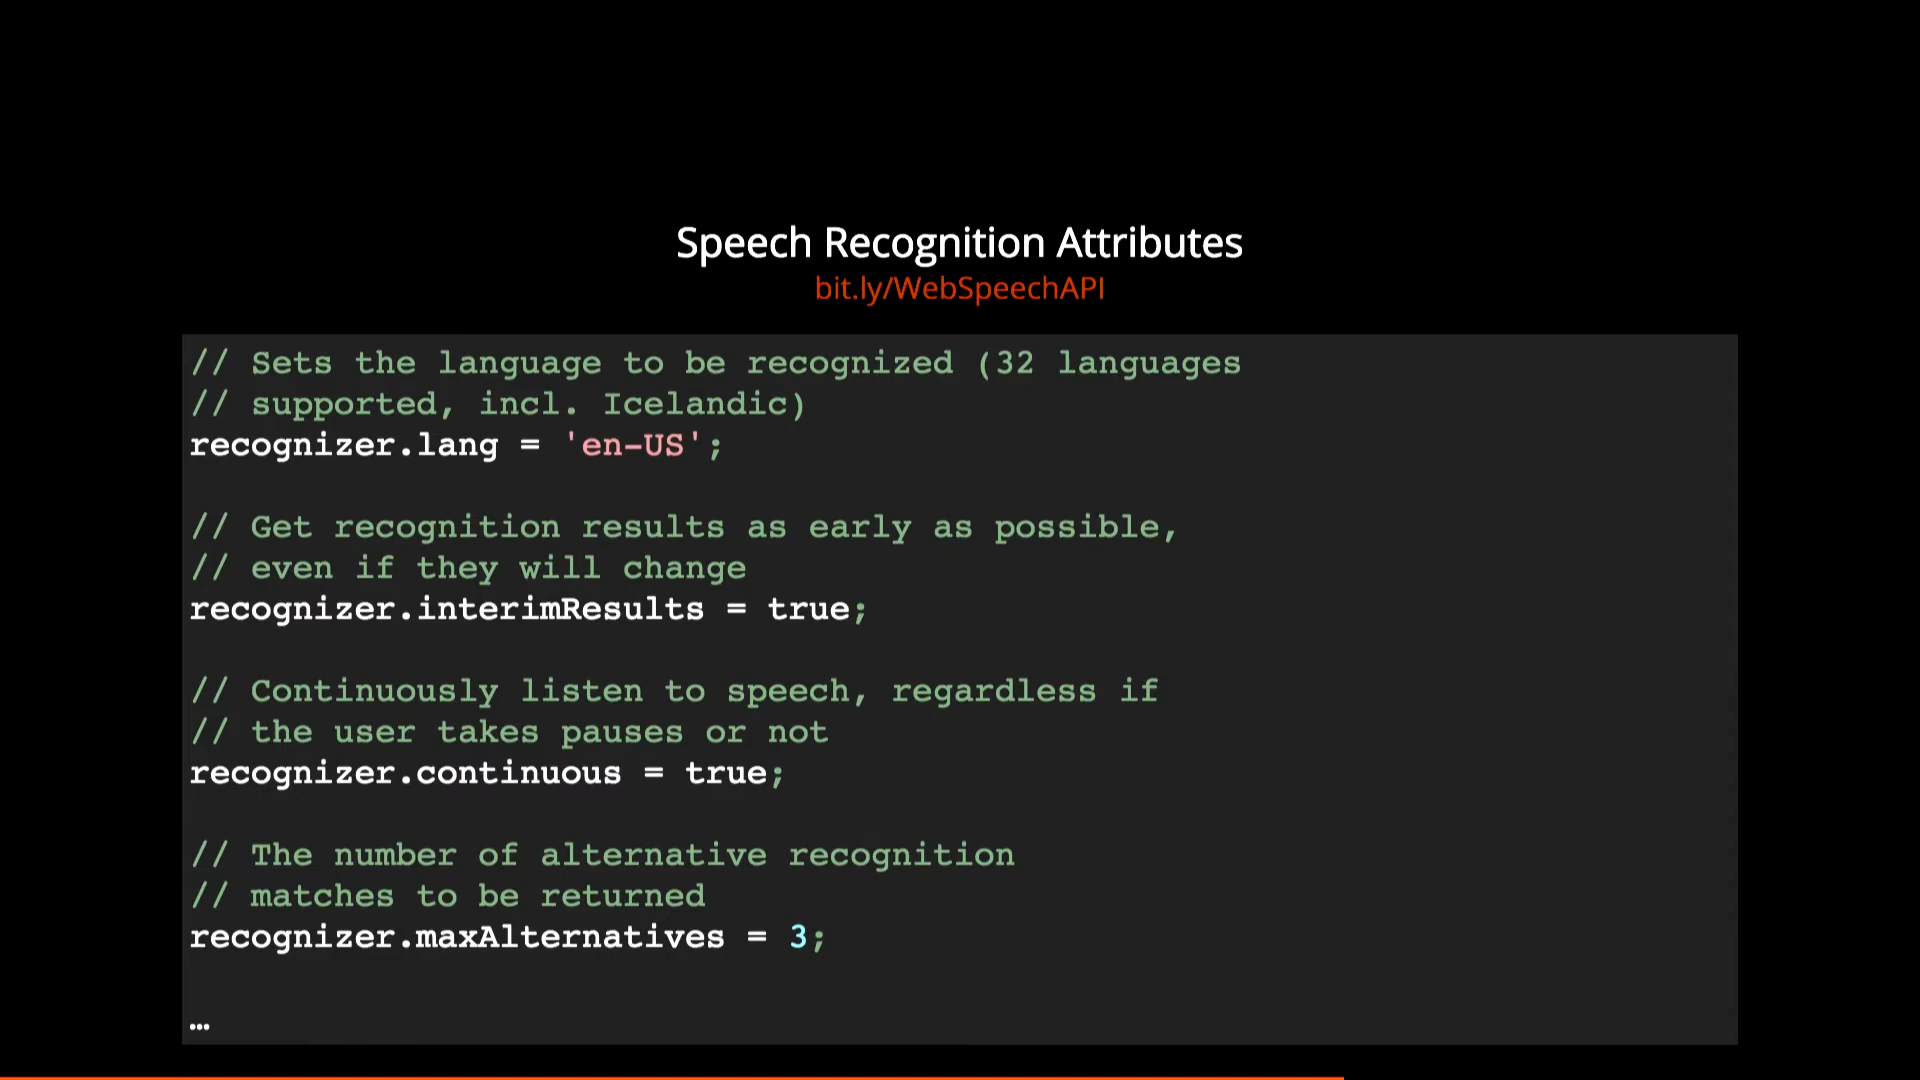 Speech Recognition Attributes
bit.ly/WebSpeechAPI
// Sets the language to be recognized (32 languages
// supported, incl. Icelandic)
recognizer.lang = 'en-US';
// Get recognition results as early as possible,
// even if they will change
recognizer.interimResults = true;
// Continuously listen to speech, regardless if
// the user takes pauses or not
recognizer.continuous = true;
// The number of alternative recognition
// matches to be returned
recognizer.maxAlternatives = 3;
…